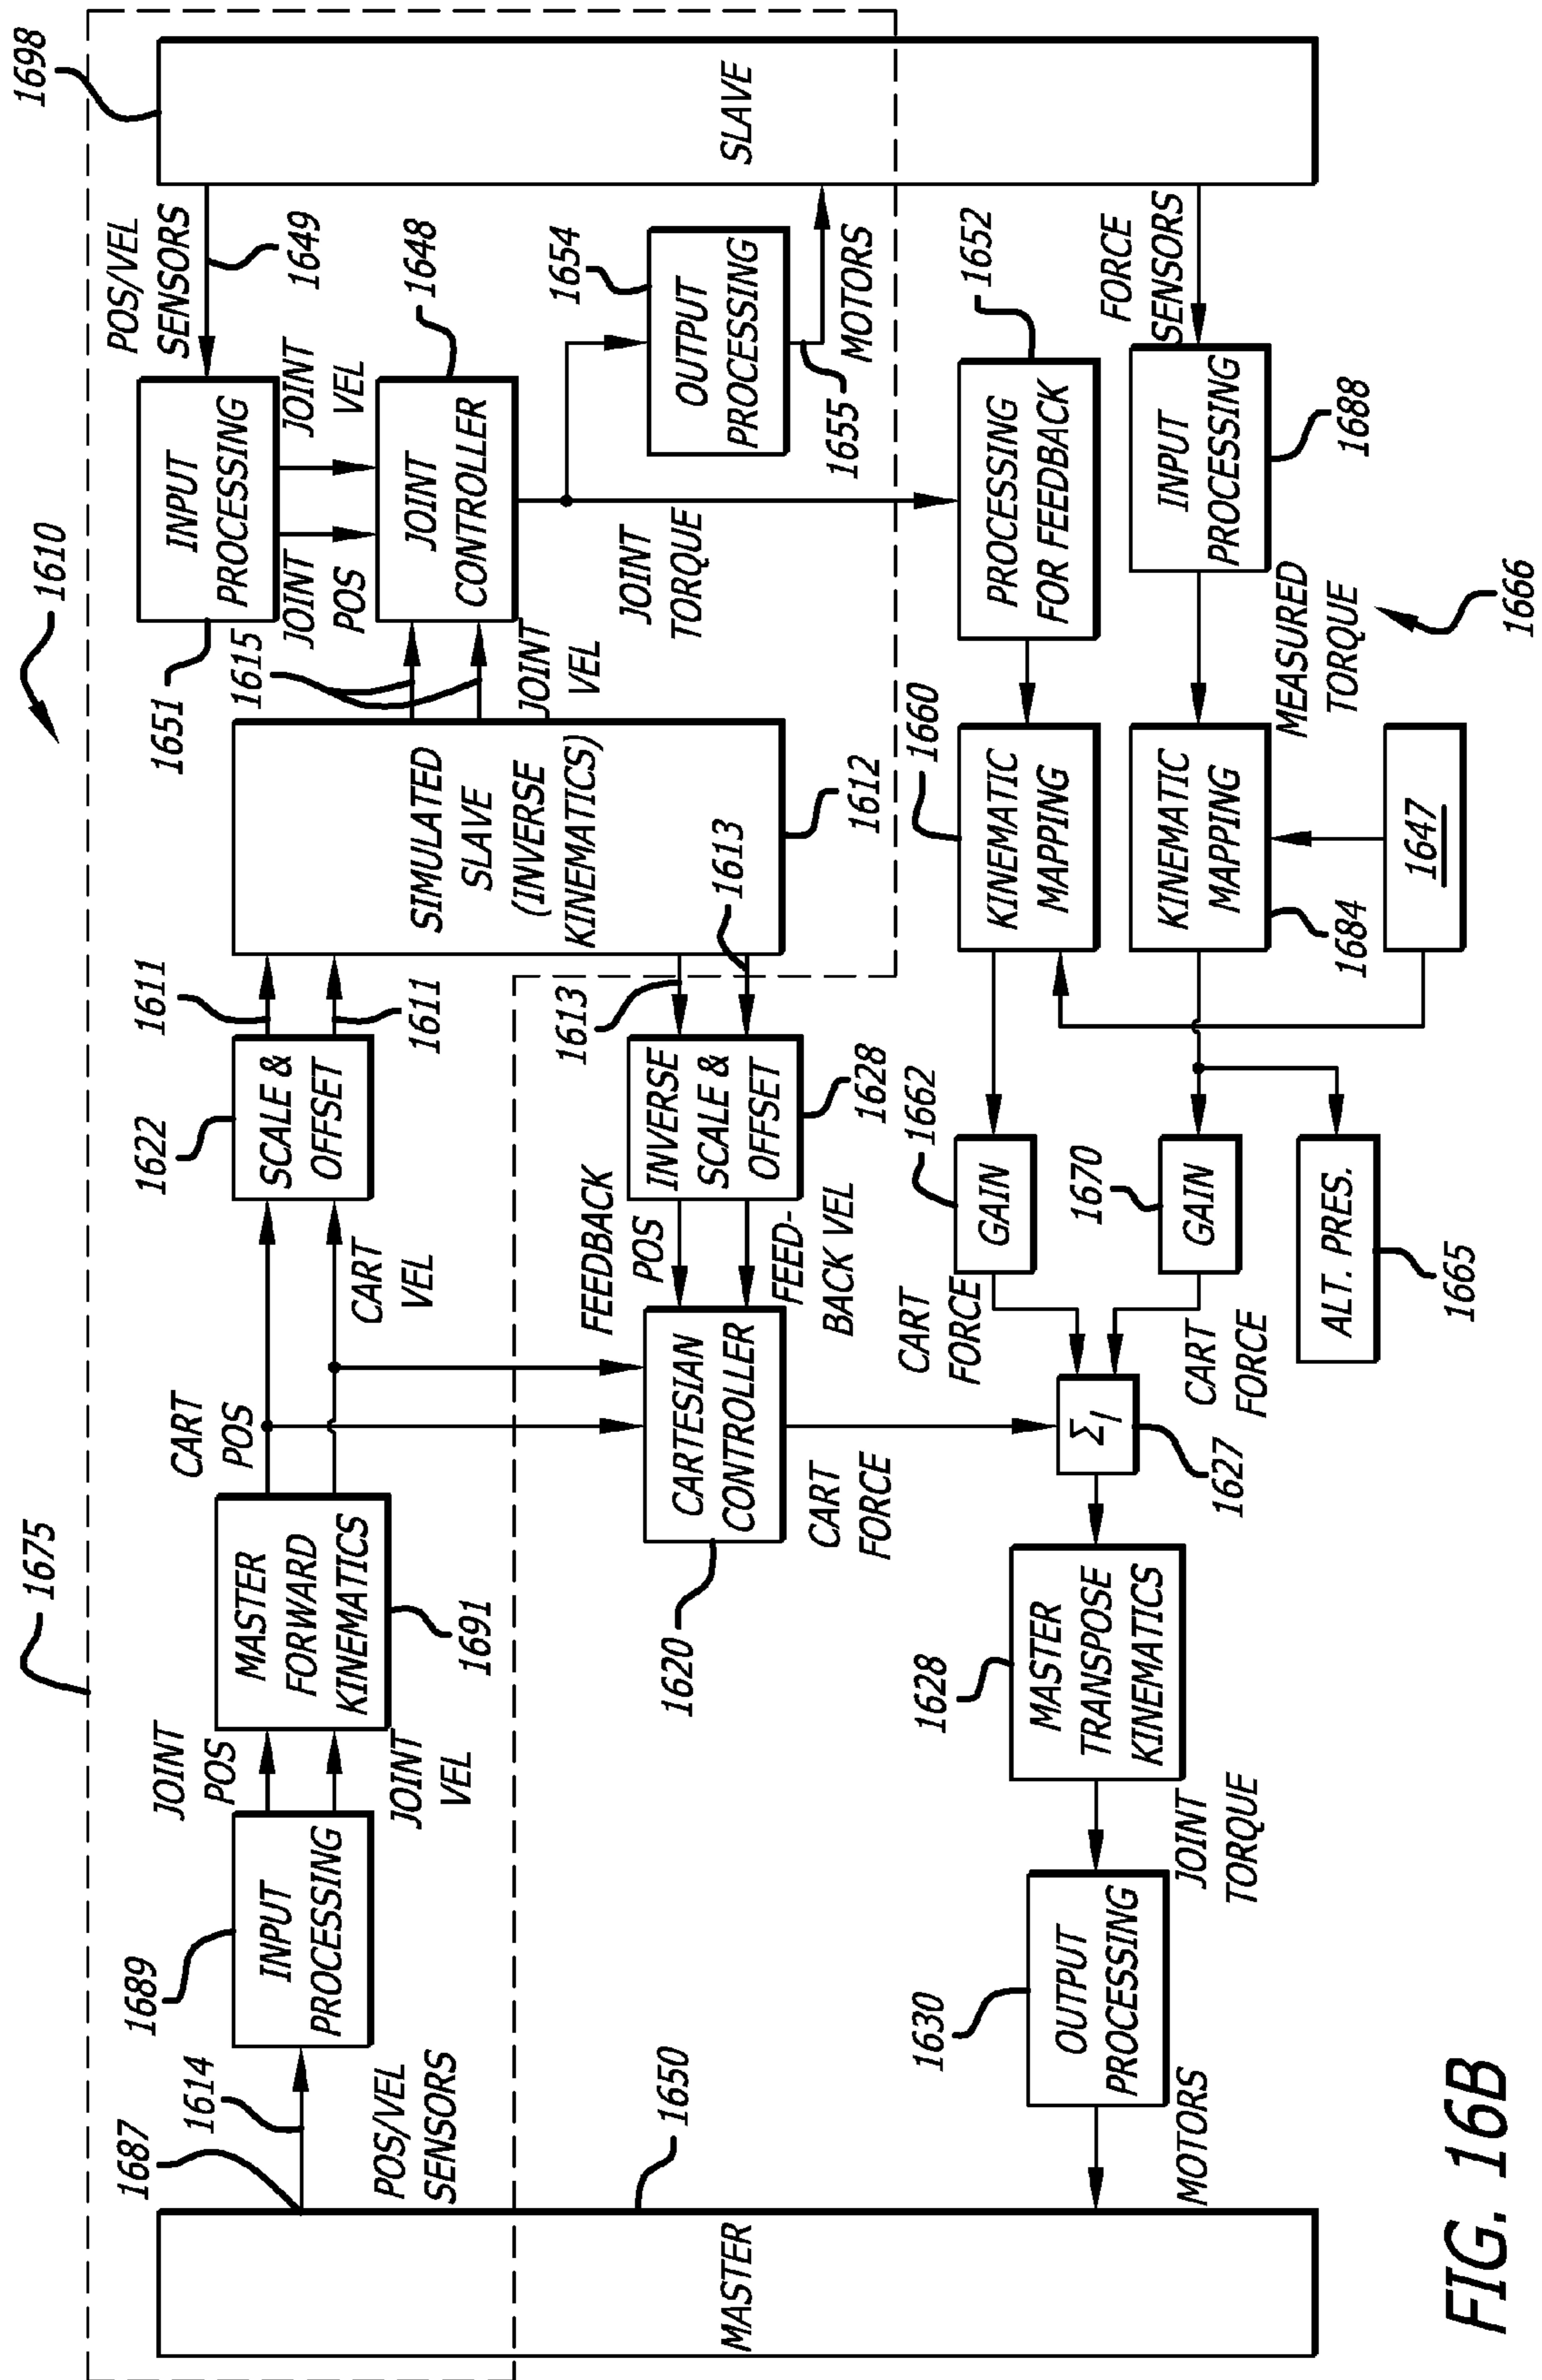 1610
1675
1698
1687
1614
POS/VEL
SENSORS
1689
INPUT
PROCESSING
JOINT
POS
JOINT
VEL
MASTER
FORWARD
KINEMATICS
1691
CART
POS
CART
VEL
1622
SCALE &
OFFSET
1611
1611
SIMULATED
SLAVE
(INVERSE
KINEMATICS)
1612
1613
1613
1615
JOINT
VEL
1651
INPUT
PROCESSING
JOINT
POS
JOINT
VEL
POS/VEL
SENSORS
1649
JOINT
CONTROLLER
1648
JOINT
TORQUE
1654
OUTPUT
PROCESSING
1655
MOTORS
SLAVE
MASTER
1650
1620
CARTESIAN
CONTROLLER
FEEDBACK
POS
FEED-
BACK VEL
INVERSE
SCALE &
OFFSET
1628
CART
FORCE
1630
OUTPUT
PROCESSING
MOTORS
1628
MASTER
TRANSPOSE
KINEMATICS
JOINT
TORQUE
Σ1
1627
CART
FORCE
CART
FORCE
1662
GAIN
1670
GAIN
ALT. PRES.
1665
1660
KINEMATIC
MAPPING
KINEMATIC
MAPPING
1684
1647
1652
PROCESSING
FOR FEEDBACK
FORCE
SENSORS
INPUT
PROCESSING
1688
MEASURED
TORQUE
1666
FIG. 16B